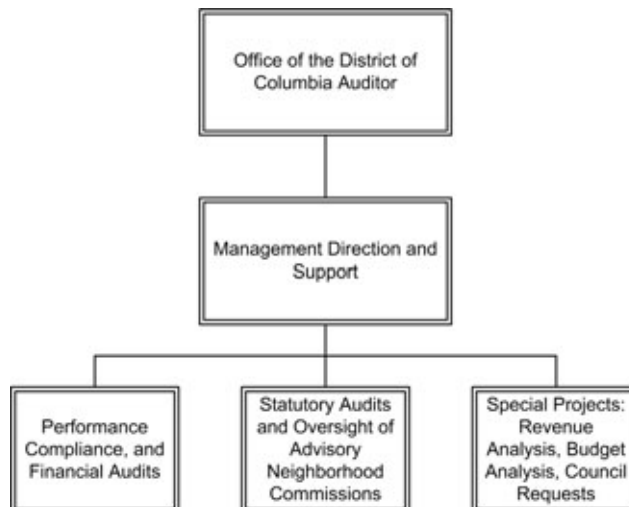 Office of the District of
Columbia Auditor
Management Direction and
Support
Performance
Compliance, and
Financial Audits
Statutory Audits
and Oversight of
Advisory
Neighborhood
Commissions
Special Projects:
Revenue
Analysis, Budget
Analysis, Council
Requests